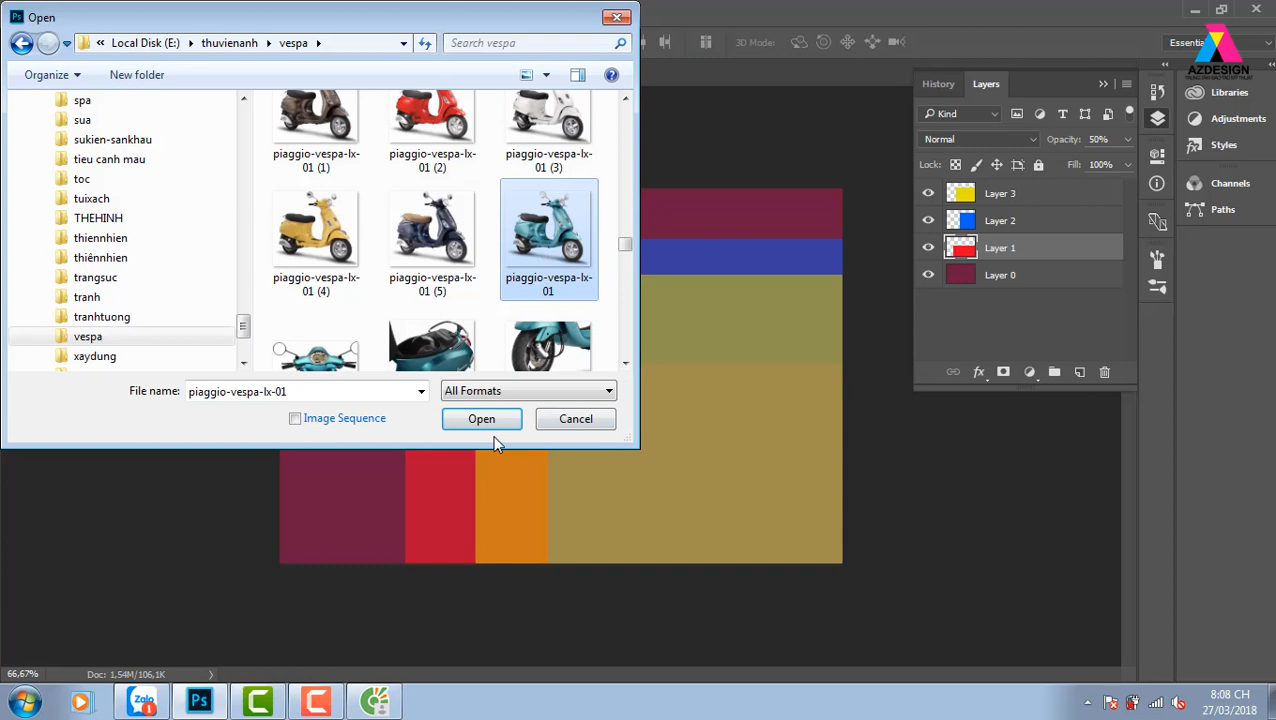 Open
Local Disk (E:) thuvienanh vespa
Search vespa
3D Mode:
Essenti
AZDESIGN
Organize
New folder
History
Layers
Libraries
Kind
Adjustments
Normal
Opacity: 50%
Styles
Lock:
Fill: 100%
Channels
Paths
Layer 3
Layer 2
Layer 1
Layer 0
spa
sua
sukien-sankhau
tieu canh mau
toc
tuixach
THEHINH
thiennhien
thiênnhien
trangsuc
tranh
tranhtuong
vespa
xaydung
piaggio-vespa-lx-
01 (1)
piaggio-vespa-lx-
01 (2)
piaggio-vespa-lx-
01 (3)
piaggio-vespa-lx-
01 (4)
piaggio-vespa-lx-
01 (5)
piaggio-vespa-lx-
01
File name:
piaggio-vespa-lx-01
All Formats
Image Sequence
Open
Cancel
66,67%
Doc: 1,54M/106,1K
Zalo
1
Ps
8:08 CH
27/03/2018